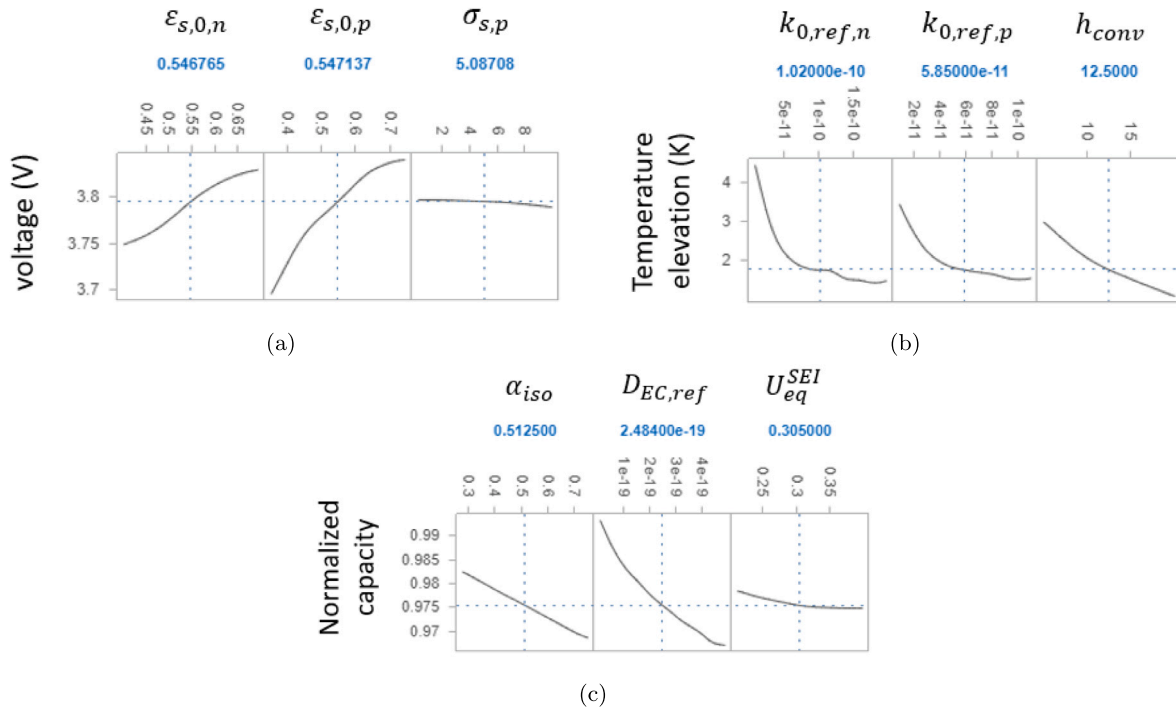 ε_{s,0,n} ε_{s,0,p} σ_{s,p}
0.546765 0.547137 5.08708
0.45 0.5 0.55 0.6 0.65 0.4 0.5 0.6 0.7 2 4 6 8
voltage (V)
3.8
3.75
3.7
(a)
k_{0,ref,n} k_{0,ref,p} h_{conv}
1.02000e-10 5.85000e-11 12.5000
5e-11 1e-10 1.5e-10 2e-11 4e-11 6e-11 8e-11 1e-10 10 15
Temperature
elevation (K)
4
3
2
(b)
α_{iso} D_{EC,ref} U_{eq}^{SEI}
0.512500 2.48400e-19 0.305000
0.3 0.4 0.5 0.6 0.7 1e-19 2e-19 3e-19 4e-19 0.25 0.3 0.35
Normalized
capacity
0.99
0.985
0.98
0.975
0.97
(c)